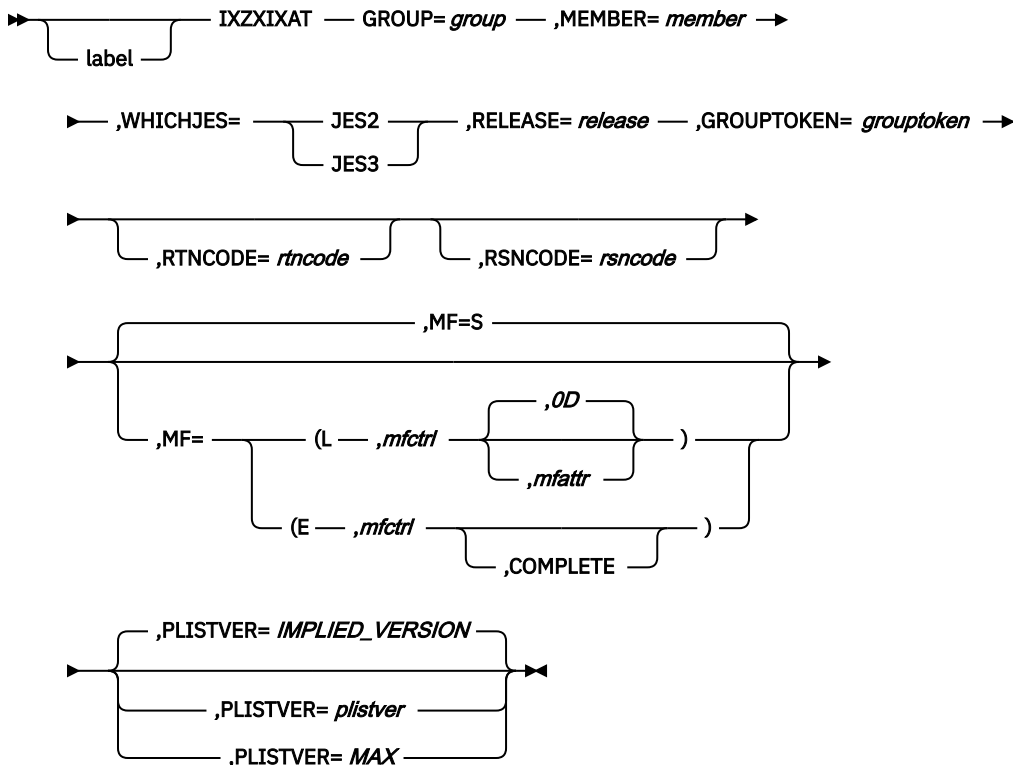 IXZXIXAT GROUP= group ,MEMBER= member
label
,WHICHJES= JES2 ,RELEASE= release ,GROUPTOKEN= grouptoken
JES3
,RTNCODE= rtncode ,RSNCODE= rsncode
,MF=S
,0D
,MF= (L ,mfctrl )
,mfattr
(E ,mfctrl )
,COMPLETE
,PLISTVER= IMPLIED_VERSION
,PLISTVER= plistver
,PLISTVER= MAX